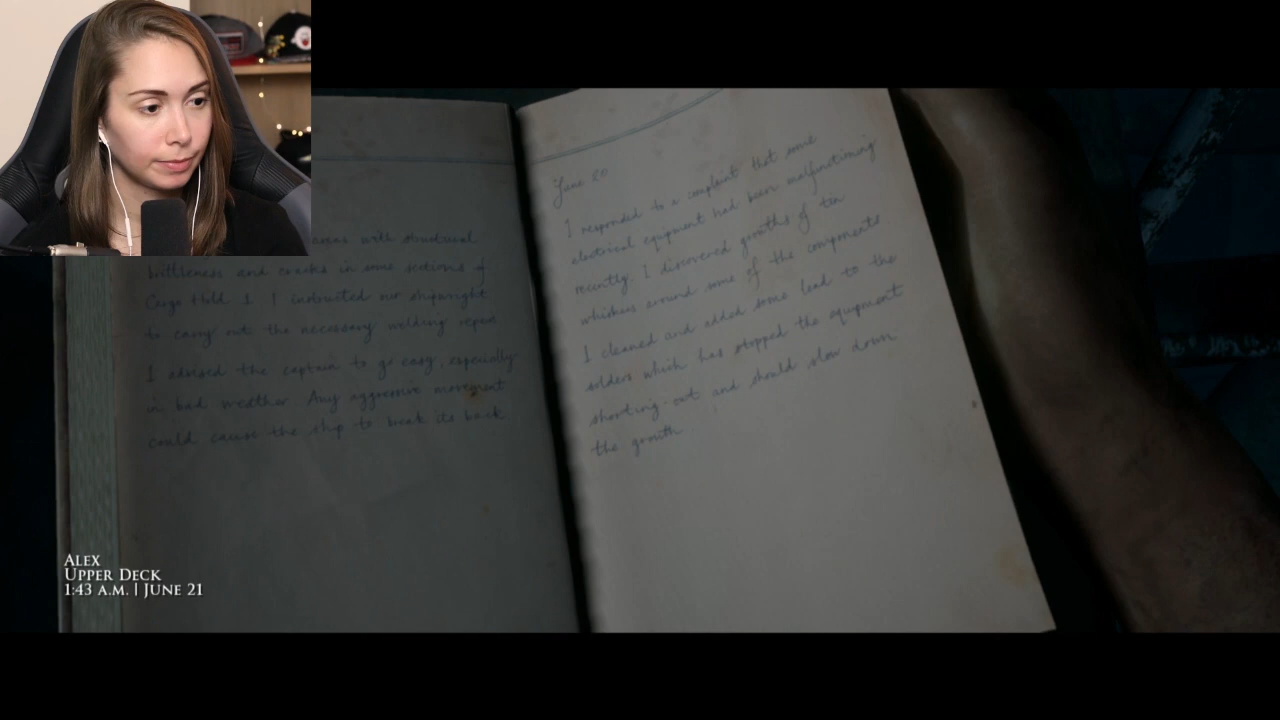 areas with structural
brittleness and cracks in some sections of
Cargo Hold 1. I instructed our shipwright
to carry out the necessary welding repairs
I advised the captain to go easy, especially
in bad weather. Any aggressive movement
could cause the ship to break its back
June 20
I responded to a complaint that some
electrical equipment had been malfunctioning
recently. I discovered growths of tin
whiskers around some of the components
I cleaned and added some lead to the
solders which has stopped the equipment
shorting-out and should slow down
the growth
ALEX
UPPER DECK
1:43 A.M. | JUNE 21